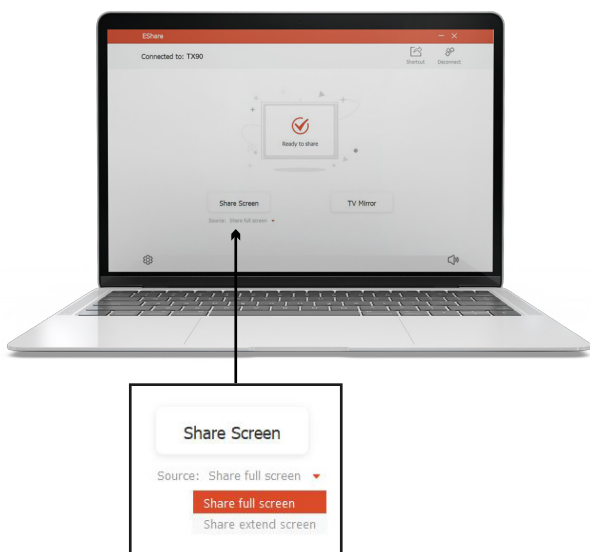 EShare
Connected to: TX90
Shortcut Disconnect
Ready to share
Share Screen TV Mirror
Source: Share full screen
Share Screen
Source: Share full screen
Share full screen
Share extend screen